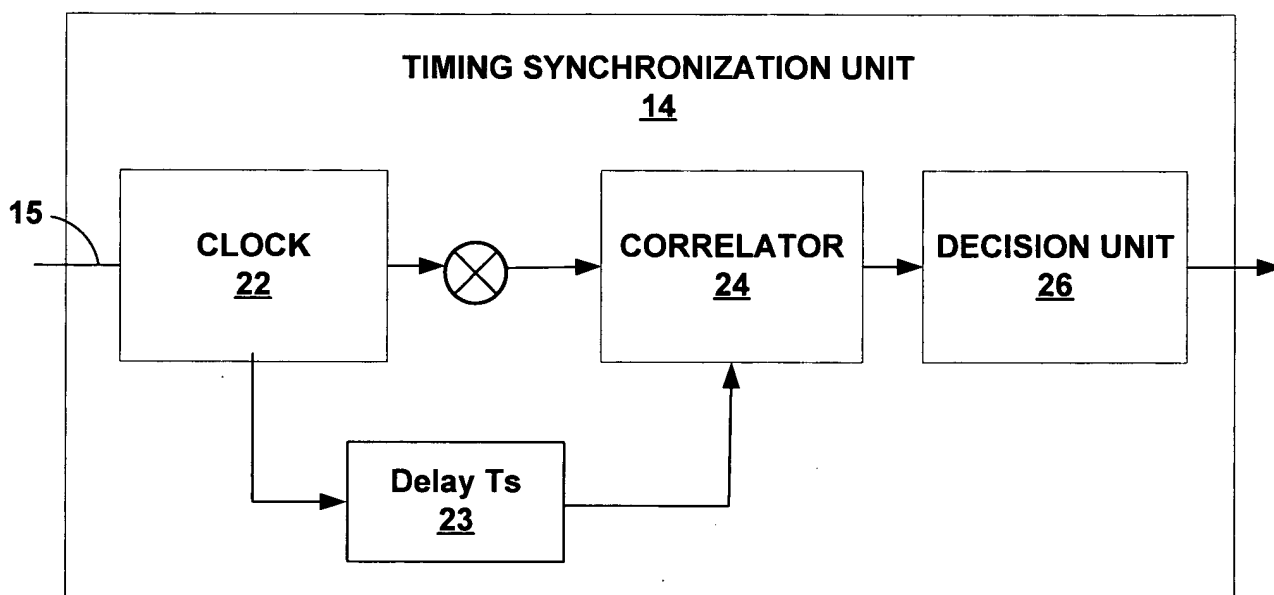 TIMING SYNCHRONIZATION UNIT
14
15
CLOCK
22
CORRELATOR
24
DECISION UNIT
26
Delay Ts
23